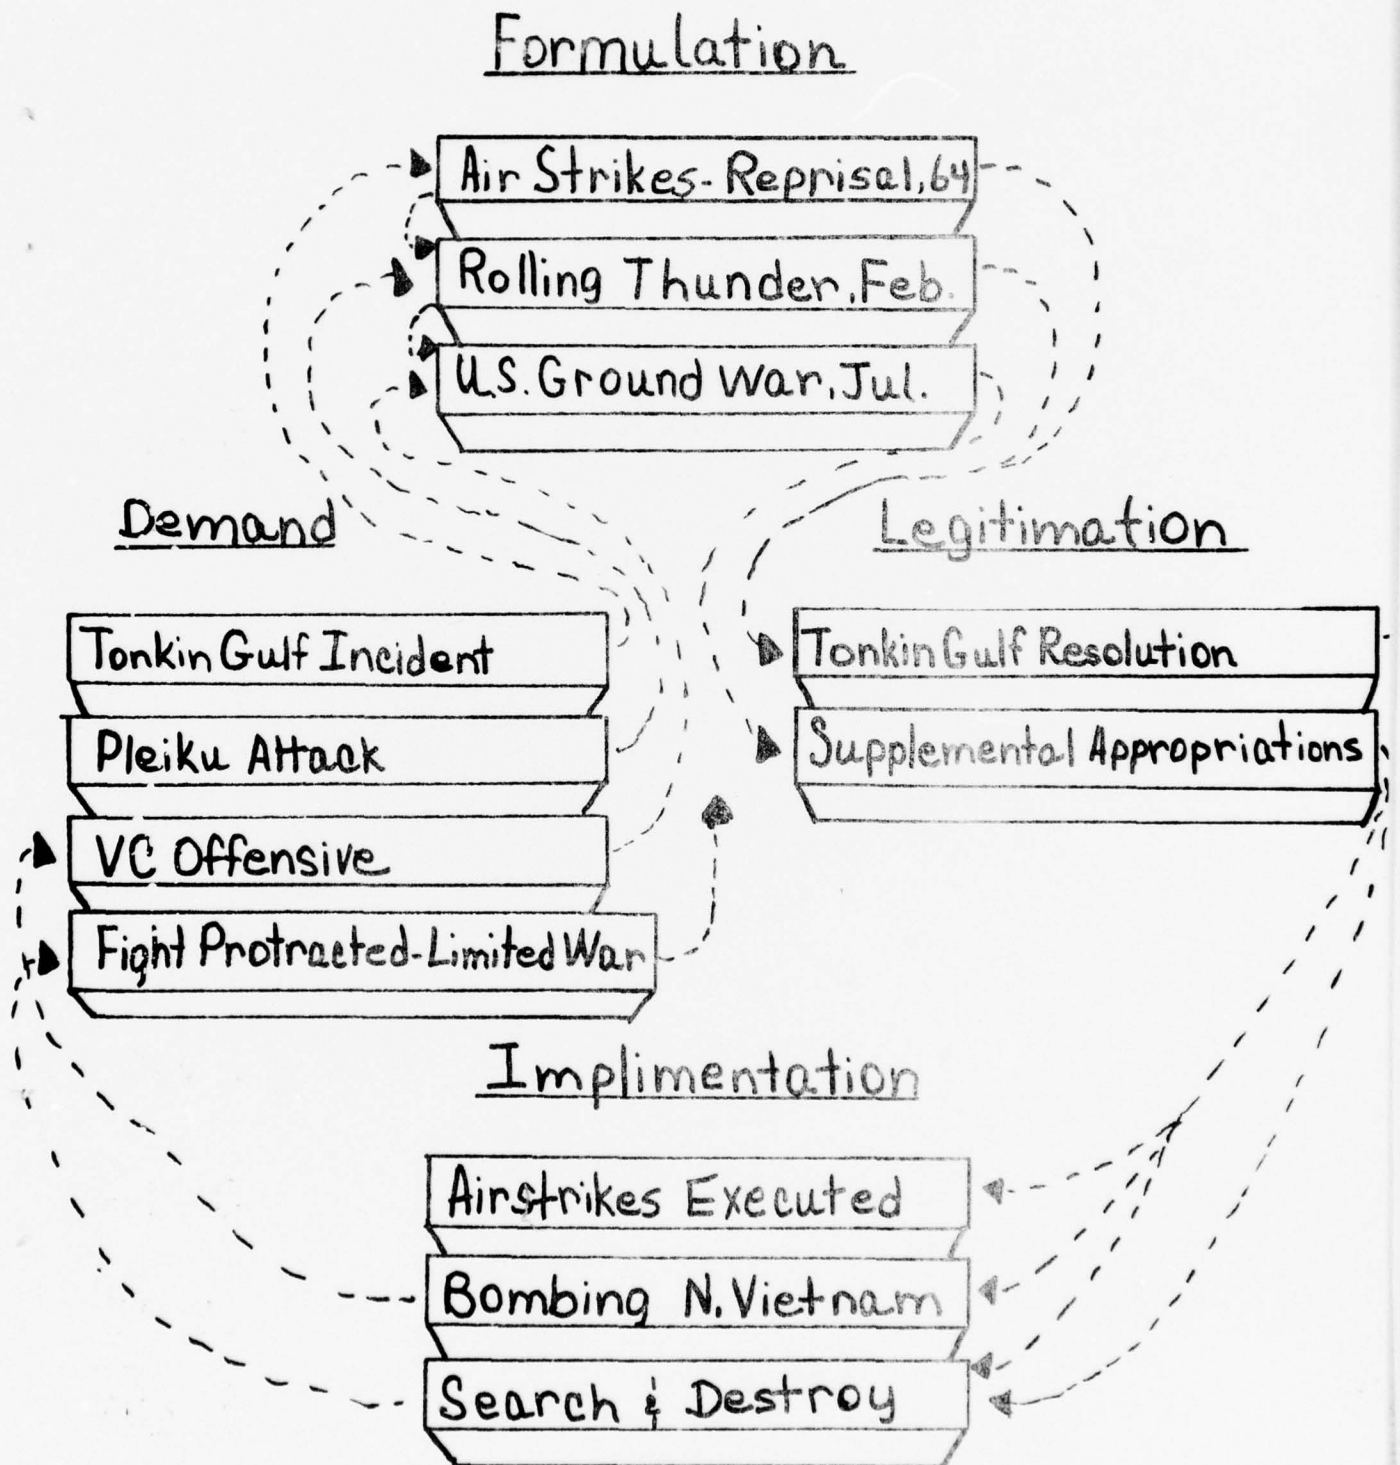 Formulation
Air Strikes-Reprisal,64
Rolling Thunder,Feb.
U.S. Ground War,Jul.
Demand
Tonkin Gulf Incident
Pleiku Attack
VC Offensive
Fight Protracted-Limited War
Legitimation
Tonkin Gulf Resolution
Supplemental Appropriations
Implimentation
Airstrikes Executed
Bombing N. Vietnam
Search & Destroy